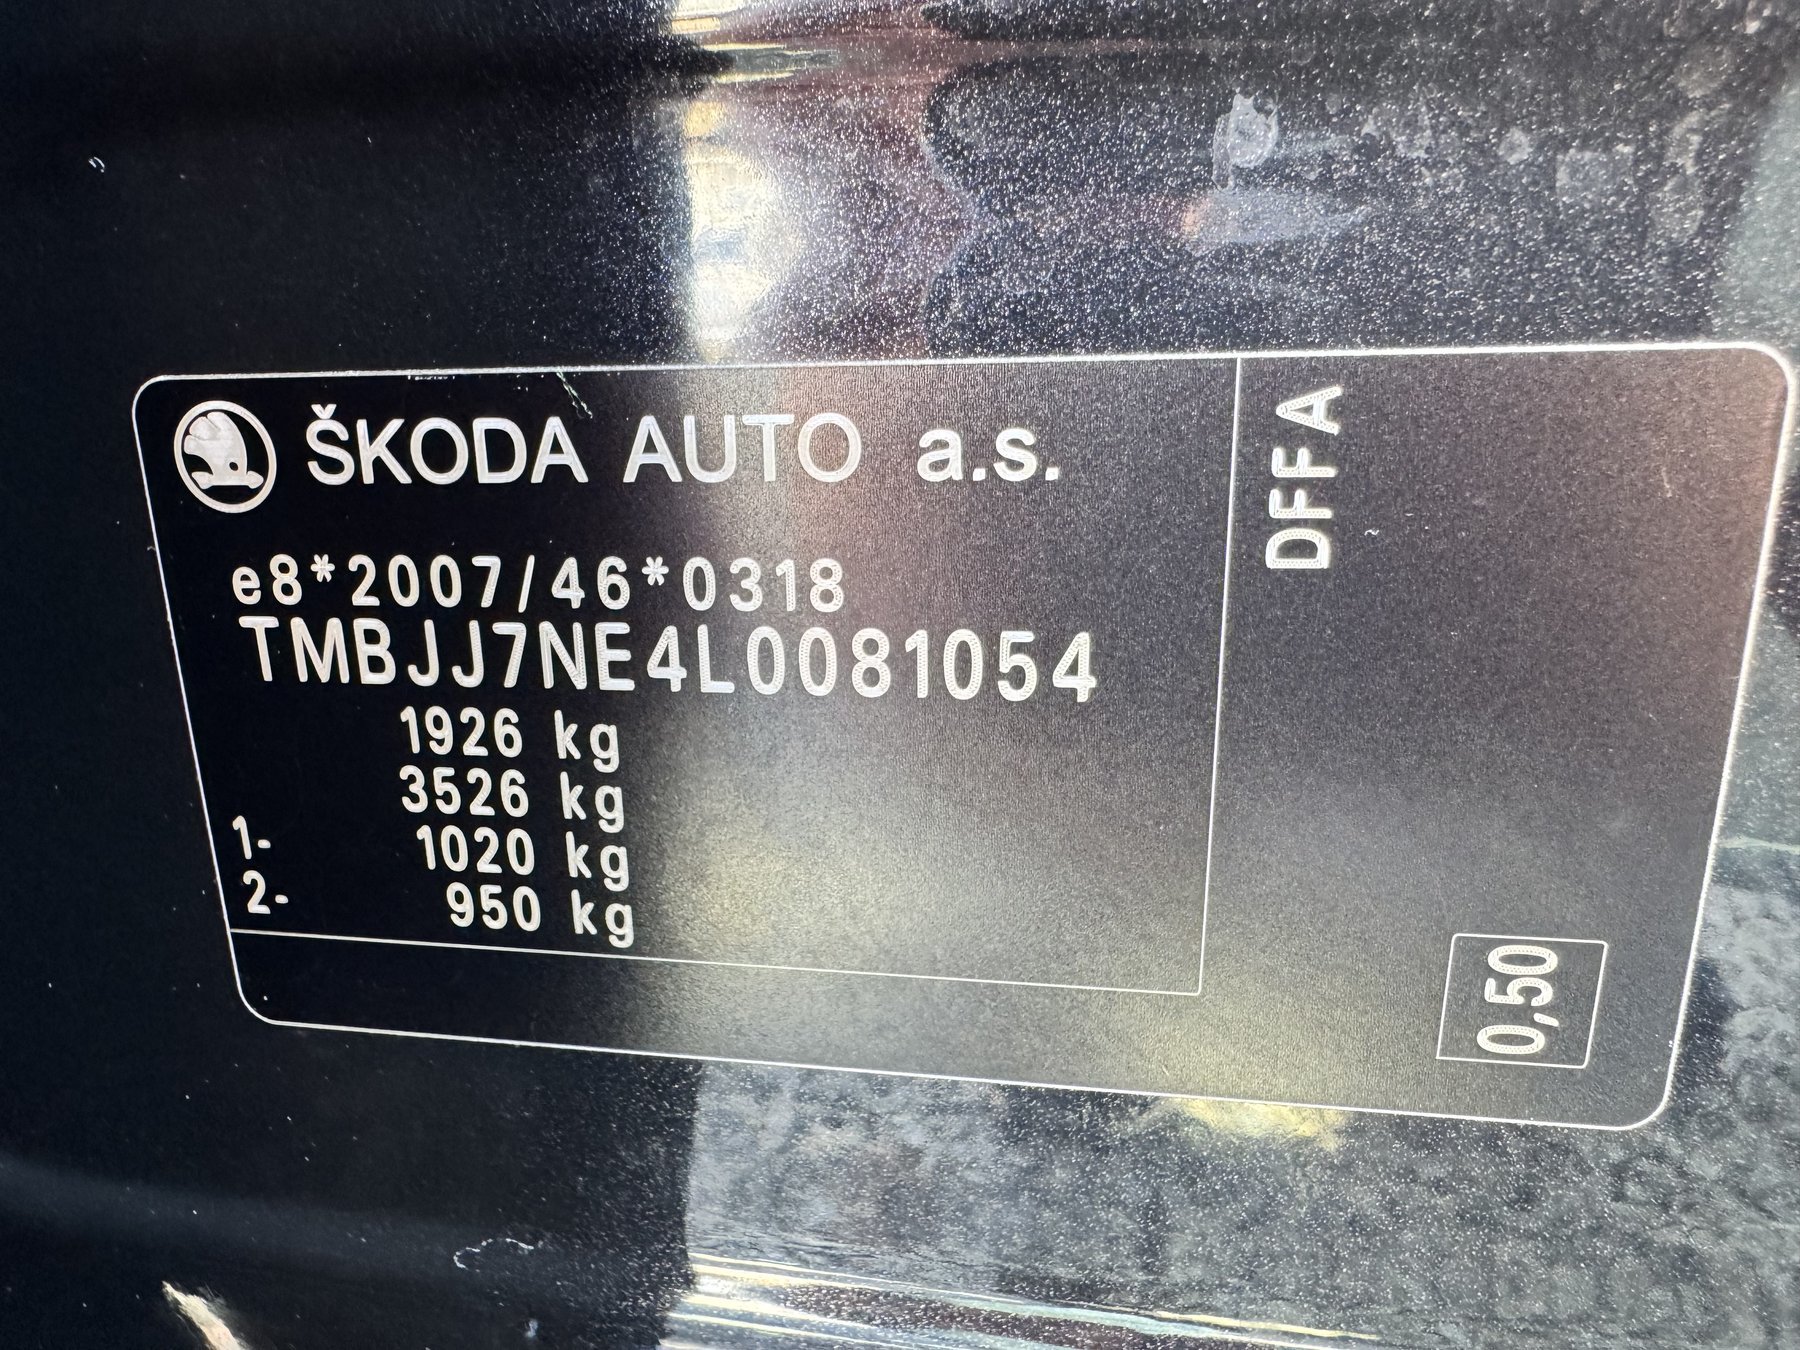 ŠKODA AUTO a.s.
e8*2007/46*0318
TMBJJ7NE4L0081054
1926 kg
3526 kg
1- 1020 kg
2- 950 kg
DFFA
0,50